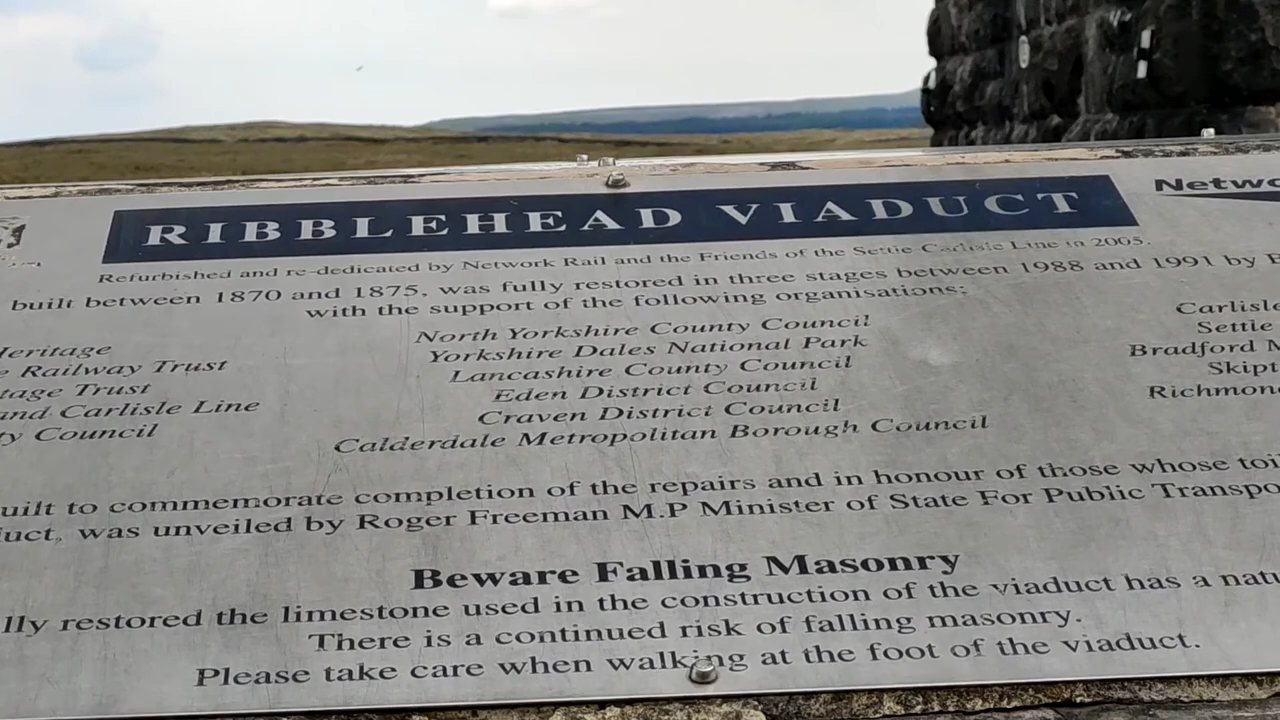 RIBBLEHEAD VIADUCT
Netwo
Refurbished and re-dedicated by Network Rail and the Friends of the Settle-Carlisle Line in 2005.
built between 1870 and 1875, was fully restored in three stages between 1988 and 1991 by B
with the support of the following organisations:
Heritage
e Railway Trust
tage Trust
and Carlisle Line
ty Council
North Yorkshire County Council
Yorkshire Dales National Park
Lancashire County Council
Eden District Council
Craven District Council
Calderdale Metropolitan Borough Council
Carlisle
Settle
Bradford M
Skipt
Richmon
uilt to commemorate completion of the repairs and in honour of those whose toil
duct, was unveiled by Roger Freeman M.P Minister of State For Public Transpo
Beware Falling Masonry
lly restored the limestone used in the construction of the viaduct has a natu
There is a continued risk of falling masonry.
Please take care when walking at the foot of the viaduct.